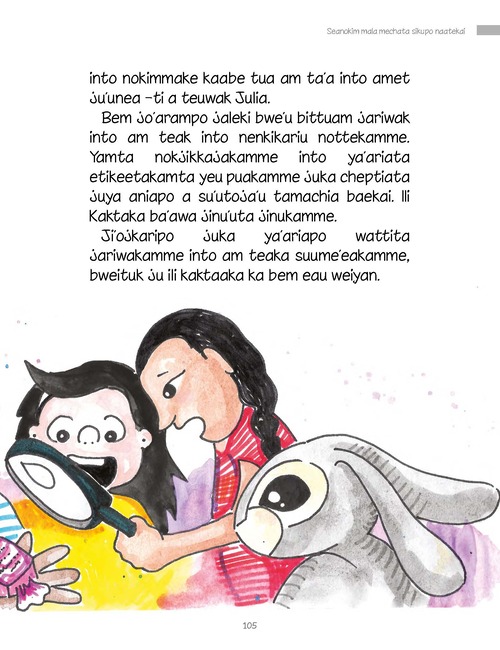 Seanokim mala mechata sikupo naatekai
into nokimmake kaabe tua am ta'a into amet
ju'unea –ti a teuwak Julia.
Bem jo'arampo jaleki bwe'u bittuam jariwak
into am teak into nenkikariu nottekamme.
Yamta nokjikkajakamme into ya'ariata
etikeetakamta yeu puakamme juka cheptiata
juya aniapo a su'utoja'u tamachia baekai. Ili
Kaktaka ba'awa jinu'uta jinukamme.
Ji'ojkaripo juka ya'ariapo wattita
jariwakamme into am teaka suume'eakamme,
bweituk ju ili kaktaaka ka bem eau weiyan.
105